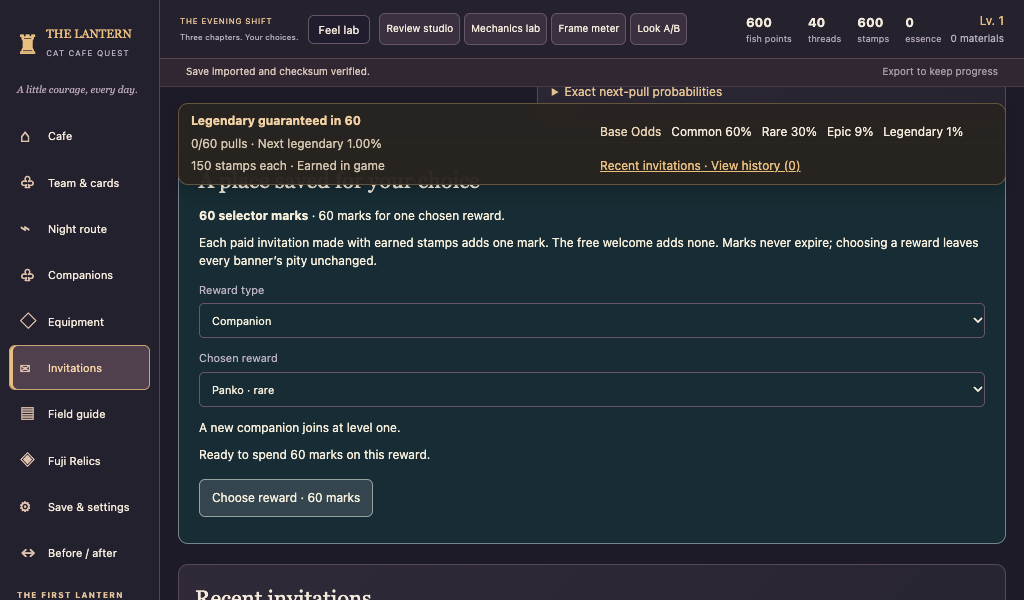 THE LANTERN
CAT CAFE QUEST
A little courage, every day.
Cafe
Team & cards
Night route
Companions
Equipment
Invitations
Field guide
Fuji Relics
Save & settings
Before / after
THE FIRST LANTERN
THE EVENING SHIFT
Three chapters. Your choices.
Feel lab
Review studio
Mechanics lab
Frame meter
Look A/B
600
fish points
40
threads
600
stamps
0
essence
Lv. 1
0 materials
Save imported and checksum verified.
Export to keep progress
Exact next-pull probabilities
Legendary guaranteed in 60
0/60 pulls · Next legendary 1.00%
150 stamps each · Earned in game
Base Odds Common 60% Rare 30% Epic 9% Legendary 1%
Recent invitations · View history (0)
A place saved for your choice
60 selector marks · 60 marks for one chosen reward.
Each paid invitation made with earned stamps adds one mark. The free welcome adds none. Marks never expire; choosing a reward leaves
every banner’s pity unchanged.
Reward type
Companion
Chosen reward
Panko · rare
A new companion joins at level one.
Ready to spend 60 marks on this reward.
Choose reward · 60 marks
Recent invitations